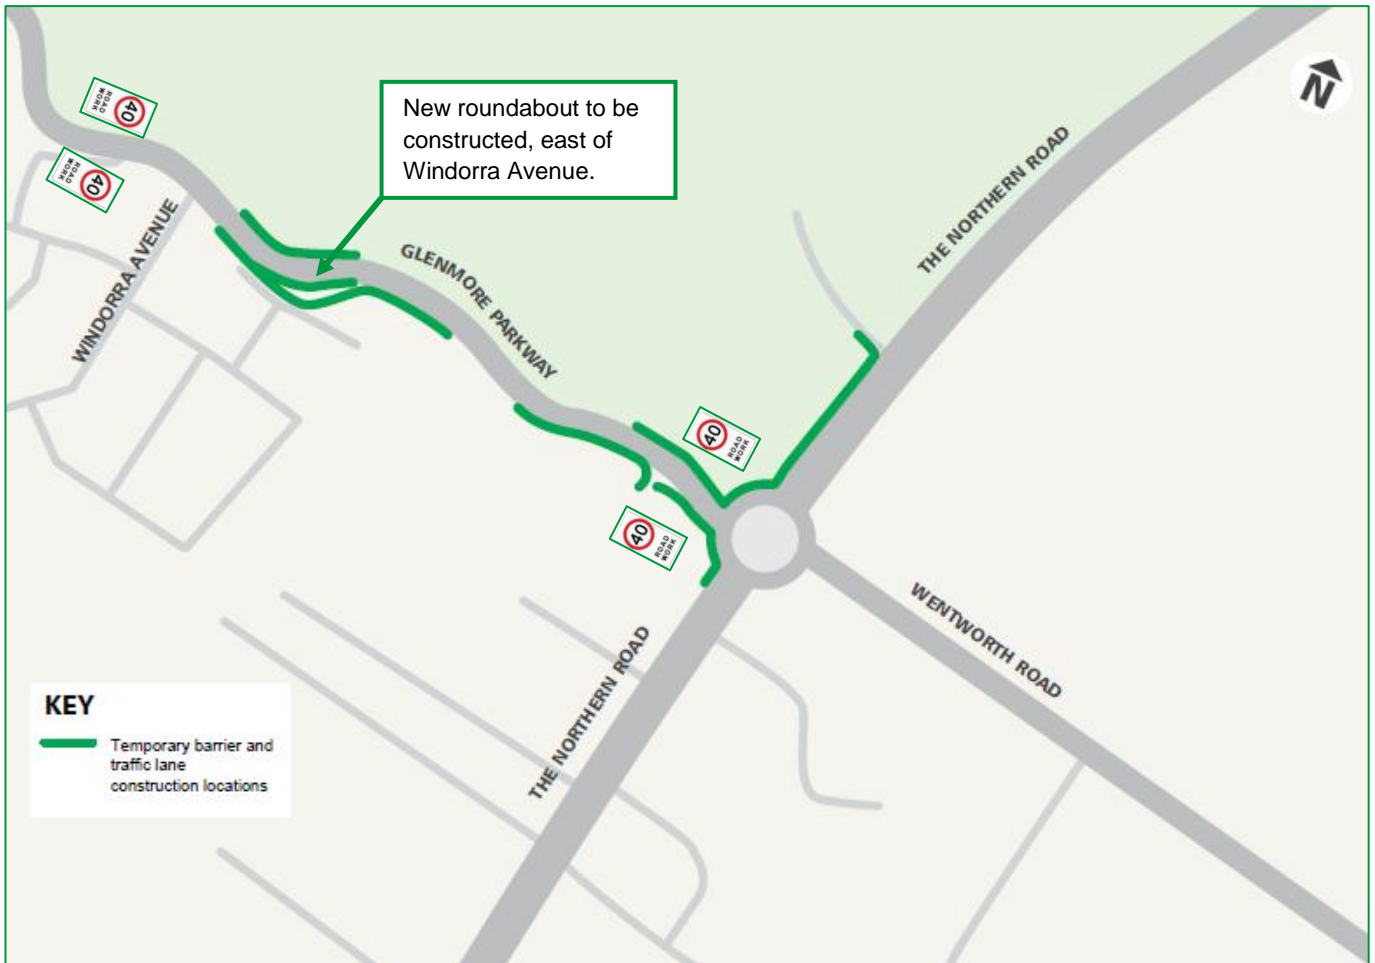 N
40
ROAD
WORK
40
ROAD
WORK
New roundabout to be
constructed, east of
Windorra Avenue.
THE NORTHERN ROAD
WINDORRA AVENUE
GLENMORE PARKWAY
40
ROAD
WORK
40
ROAD
WORK
WENTWORTH ROAD
THE NORTHERN ROAD
KEY
Temporary barrier and
traffic lane
construction locations